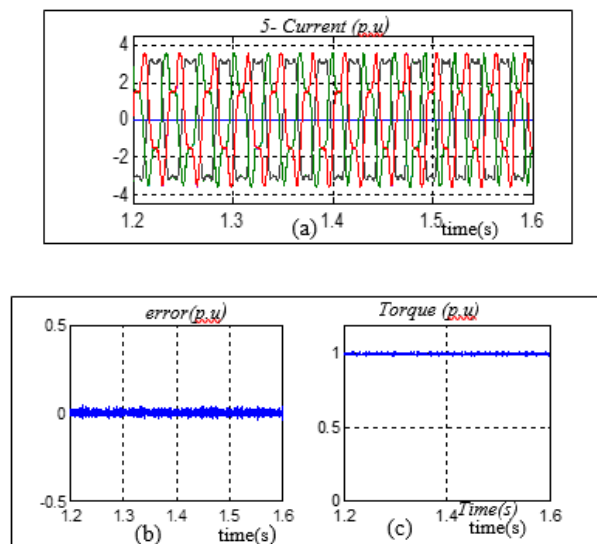 5- Current (p.u)
4
2
0
-2
-4
1.2 1.3 1.4 1.5 1.6
(a) time(s)
error(p.u)
0.5
0
-0.5
1.2 1.3 1.4 1.5 1.6
(b) time(s)
Torque (p.u)
1
0.5
0
1.2 1.4 1.6
Time(s)
(c) time(s)